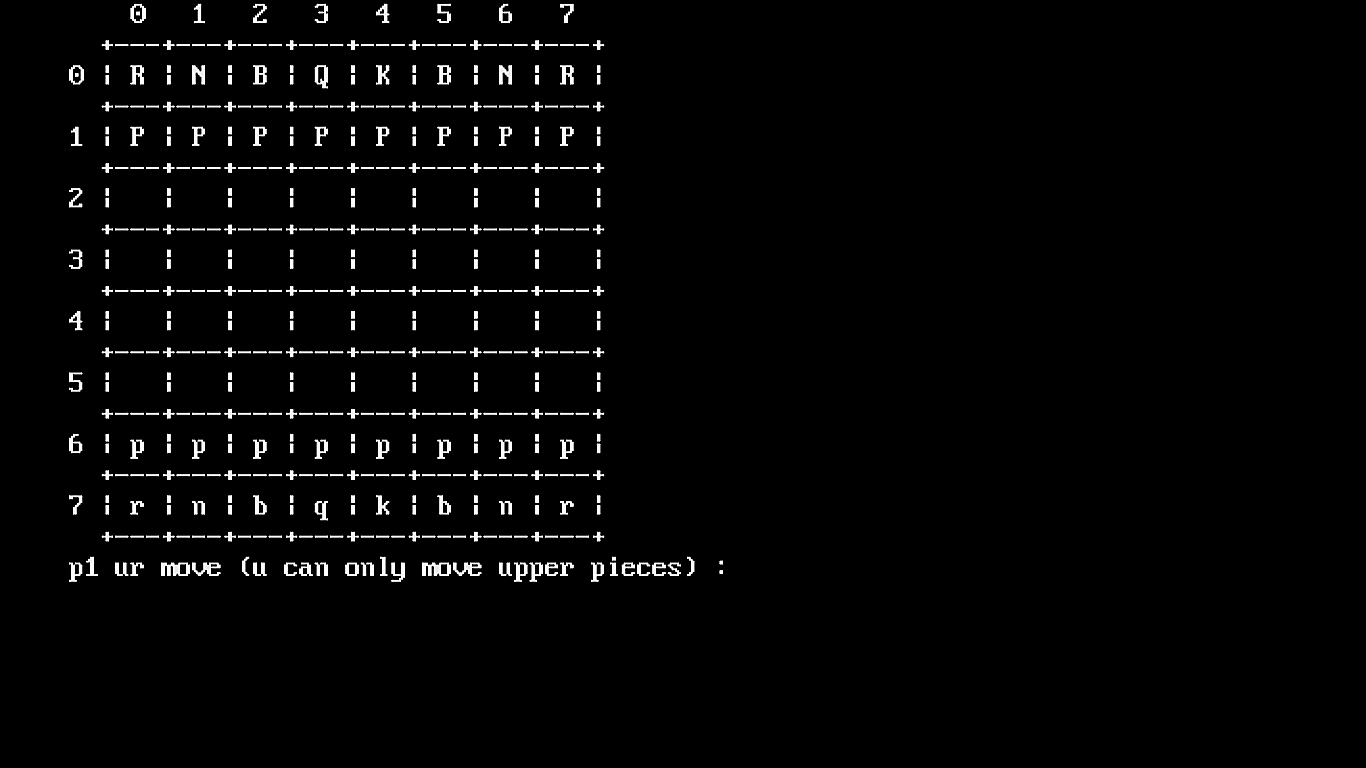 0 1 2 3 4 5 6 7
+---+---+---+---+---+---+---+---+
0 ¦ R ¦ N ¦ B ¦ Q ¦ K ¦ B ¦ N ¦ R ¦
+---+---+---+---+---+---+---+---+
1 ¦ P ¦ P ¦ P ¦ P ¦ P ¦ P ¦ P ¦ P ¦
+---+---+---+---+---+---+---+---+
2 ¦   ¦   ¦   ¦   ¦   ¦   ¦   ¦   ¦
+---+---+---+---+---+---+---+---+
3 ¦   ¦   ¦   ¦   ¦   ¦   ¦   ¦   ¦
+---+---+---+---+---+---+---+---+
4 ¦   ¦   ¦   ¦   ¦   ¦   ¦   ¦   ¦
+---+---+---+---+---+---+---+---+
5 ¦   ¦   ¦   ¦   ¦   ¦   ¦   ¦   ¦
+---+---+---+---+---+---+---+---+
6 ¦ p ¦ p ¦ p ¦ p ¦ p ¦ p ¦ p ¦ p ¦
+---+---+---+---+---+---+---+---+
7 ¦ r ¦ n ¦ b ¦ q ¦ k ¦ b ¦ n ¦ r ¦
+---+---+---+---+---+---+---+---+
p1 ur move (u can only move upper pieces) :